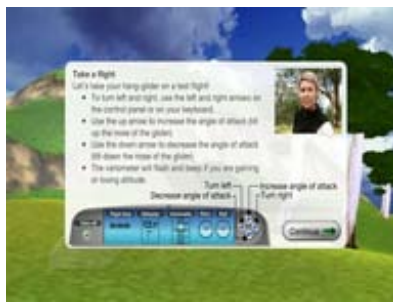 Take a flight
Let's take your hang-glider on a test flight!
• To turn left and right, use the left and right arrows on
the control panel or on your keyboard.
• Use the up arrow to increase the angle of attack (tilt
up the nose of the glider).
• Use the down arrow to decrease the angle of attack
(tilt down the nose of the glider).
• The variometer will flash and beep if you are gaining
or losing altitude.
Turn left
Increase angle of attack
Decrease angle of attack
Turn right
Continue